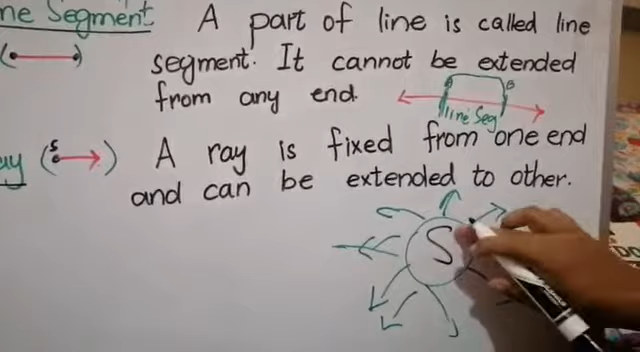 ne Segment A part of line is called line
segment. It cannot be extended
from any end.
A B
line Seg
ay (S) A ray is fixed from one end
and can be extended to other.
S